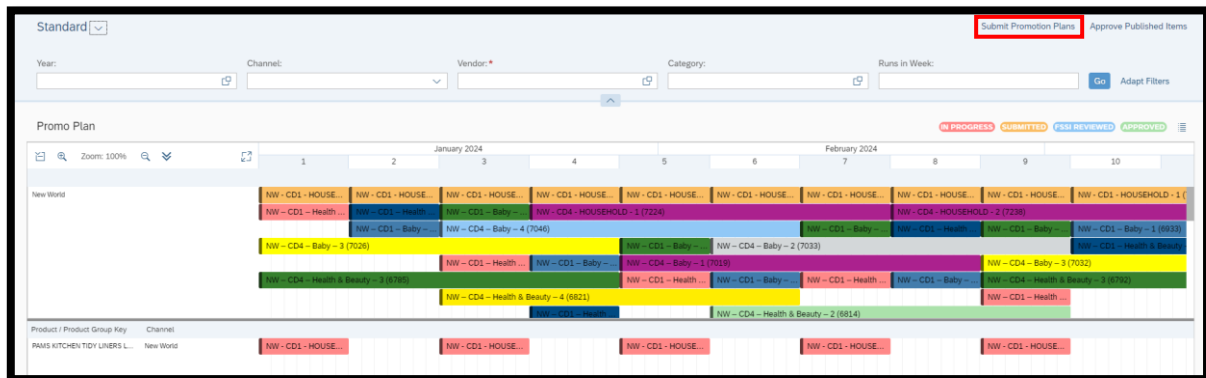 Standard
Submit Promotion Plans Approve Published Items
Year: Channel: Vendor:* Category: Runs in Week:
Go Adapt Filters
Promo Plan
IN PROGRESS SUBMITTED FSSI REVIEWED APPROVED
Zoom: 100%
January 2024 February 2024
1 2 3 4 5 6 7 8 9 10
New World
NW - CD1 - HOUSE... NW - CD1 - HOUSE... NW - CD1 - HOUSE... NW - CD1 - HOUSE... NW - CD1 - HOUSE... NW - CD1 - HOUSE... NW - CD1 - HOUSE... NW - CD1 - HOUSE... NW - CD1 - HOUSE... NW - CD1 - HOUSEHOLD - 1 (
NW – CD1 – Health ... NW – CD1 – Health ... NW – CD1 – Baby – ... NW - CD4 - HOUSEHOLD - 1 (7224) NW - CD4 - HOUSEHOLD - 2 (7238)
NW – CD1 – Baby – ... NW – CD4 – Baby – 4 (7046) NW – CD1 – Baby – ... NW – CD1 – Health ... NW – CD1 – Baby – ... NW – CD1 – Baby – 1 (6933)
NW – CD4 – Baby – 3 (7026) NW – CD1 – Baby – ... NW – CD4 – Baby – 2 (7033) NW – CD1 – Health & Beauty
NW – CD1 – Health ... NW – CD1 – Baby – ... NW – CD4 – Baby – 1 (7019) NW – CD4 – Baby – 3 (7032)
NW – CD4 – Health & Beauty – 3 (6785) NW – CD1 – Health ... NW – CD1 – Baby – ... NW – CD1 – Health ... NW – CD1 – Baby – ... NW – CD4 – Health & Beauty – 3 (6792)
NW – CD4 – Health & Beauty – 4 (6821) NW – CD1 – Health ...
NW – CD1 – Health ... NW – CD4 – Health & Beauty – 2 (6814)
Product / Product Group Key Channel
PAMS KITCHEN TIDY LINERS L... New World NW - CD1 - HOUSE... NW - CD1 - HOUSE... NW - CD1 - HOUSE... NW - CD1 - HOUSE... NW - CD1 - HOUSE...